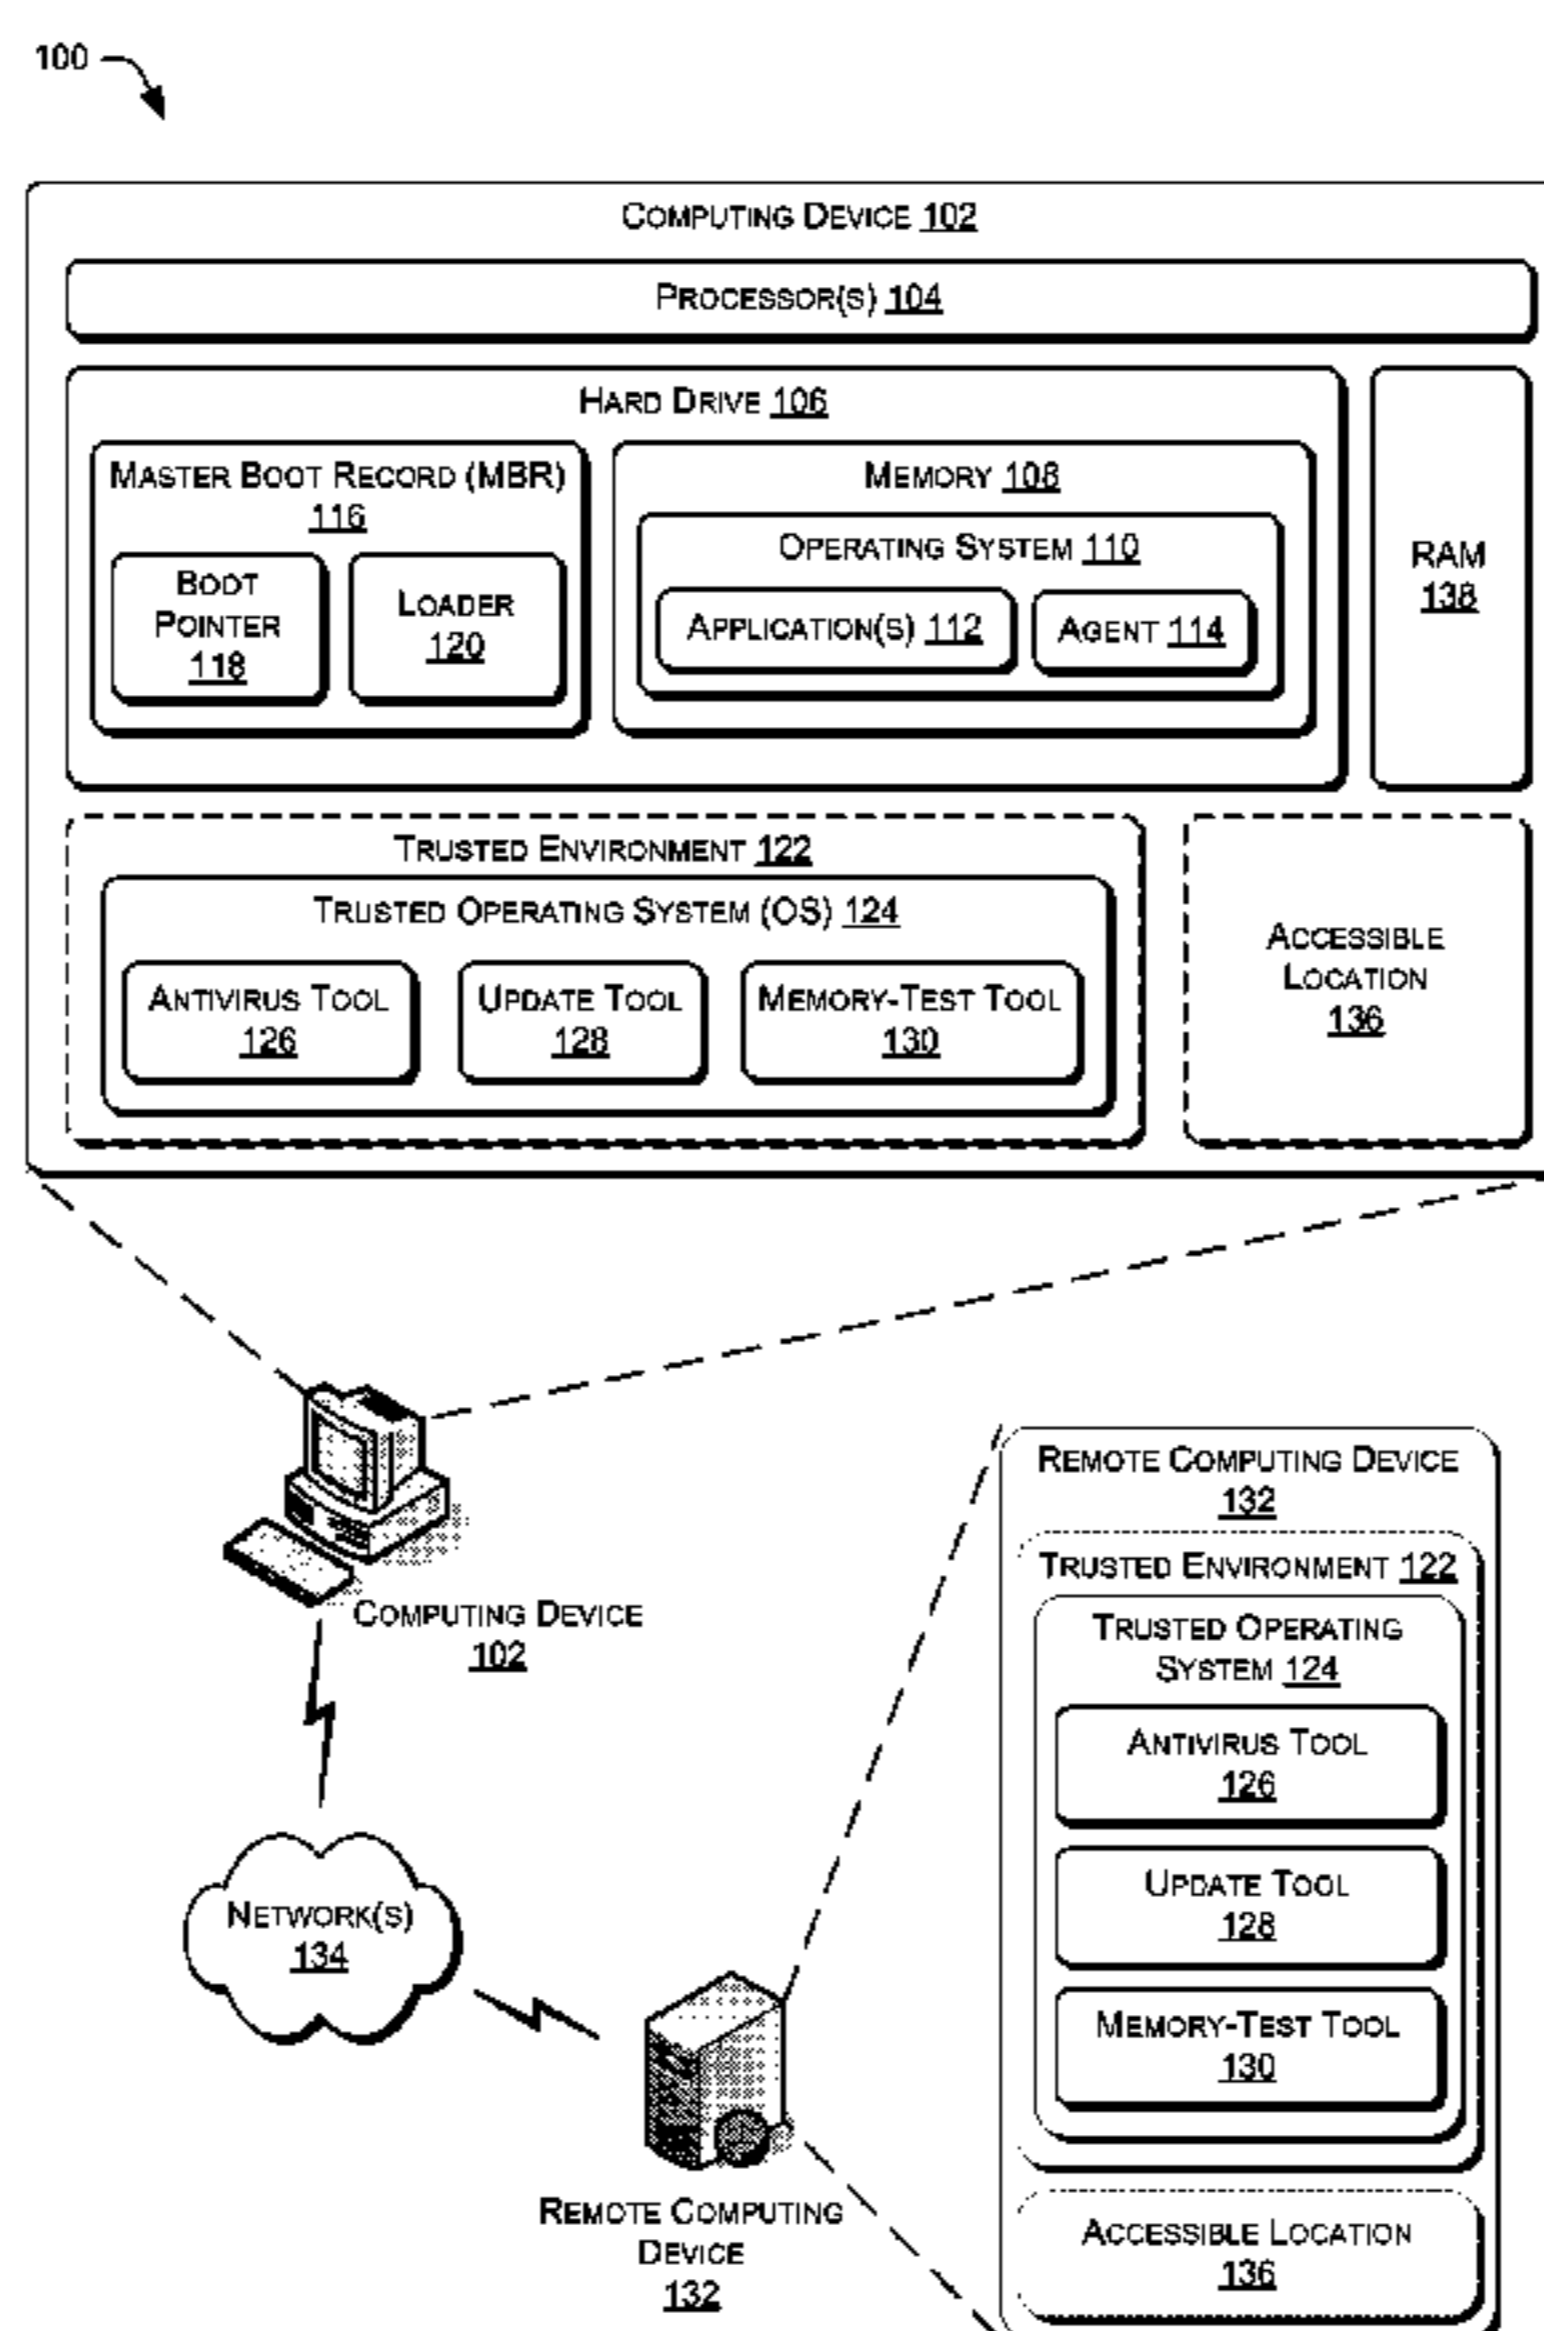 100
COMPUTING DEVICE 102
PROCESSOR(S) 104
HARD DRIVE 106
MASTER BOOT RECORD (MBR)
116
BOOT
POINTER
118
LOADER
120
MEMORY 108
OPERATING SYSTEM 110
APPLICATION(S) 112
AGENT 114
RAM
138
TRUSTED ENVIRONMENT 122
TRUSTED OPERATING SYSTEM (OS) 124
ANTIVIRUS TOOL
126
UPDATE TOOL
128
MEMORY-TEST TOOL
130
ACCESSIBLE
LOCATION
136
COMPUTING DEVICE
102
NETWORK(S)
134
REMOTE COMPUTING
DEVICE
132
REMOTE COMPUTING DEVICE
132
TRUSTED ENVIRONMENT 122
TRUSTED OPERATING
SYSTEM 124
ANTIVIRUS TOOL
126
UPDATE TOOL
128
MEMORY-TEST TOOL
130
ACCESSIBLE LOCATION
136